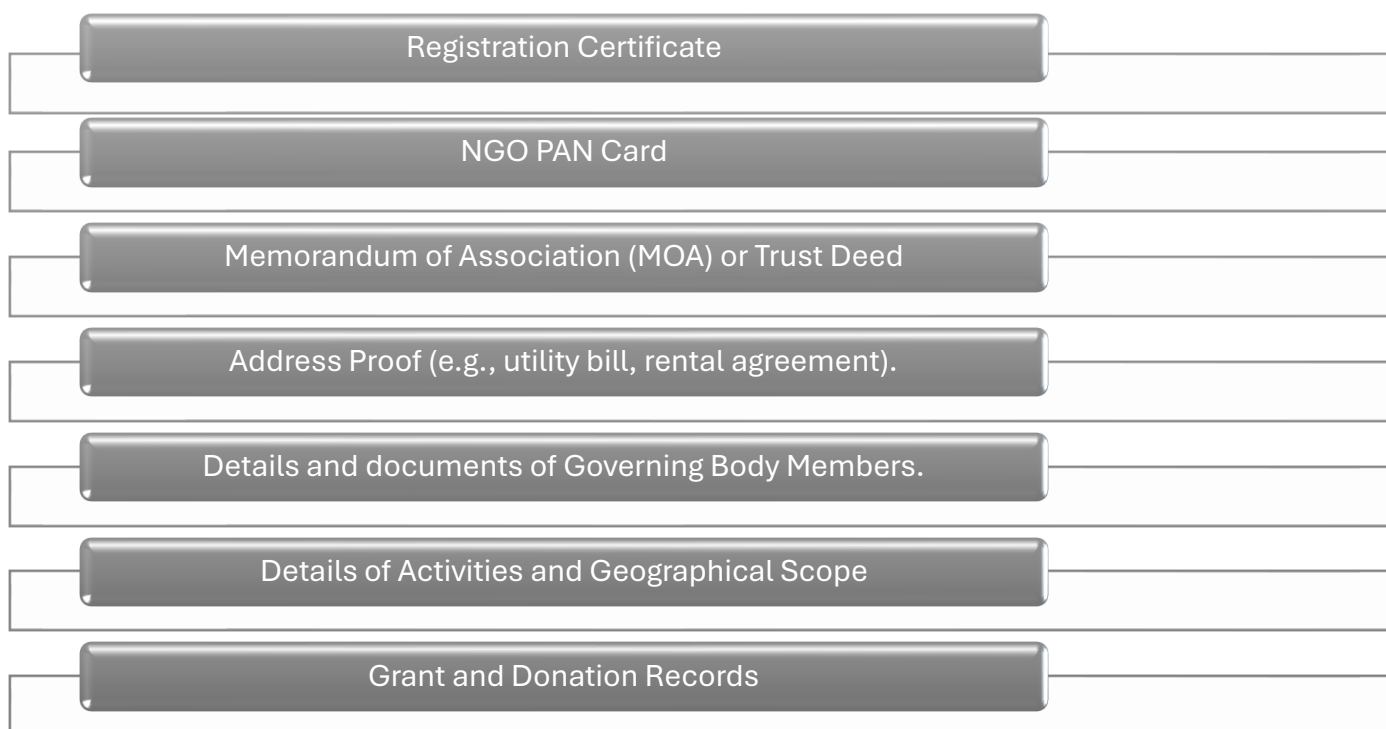 Registration Certificate
NGO PAN Card
Memorandum of Association (MOA) or Trust Deed
Address Proof (e.g., utility bill, rental agreement).
Details and documents of Governing Body Members.
Details of Activities and Geographical Scope
Grant and Donation Records